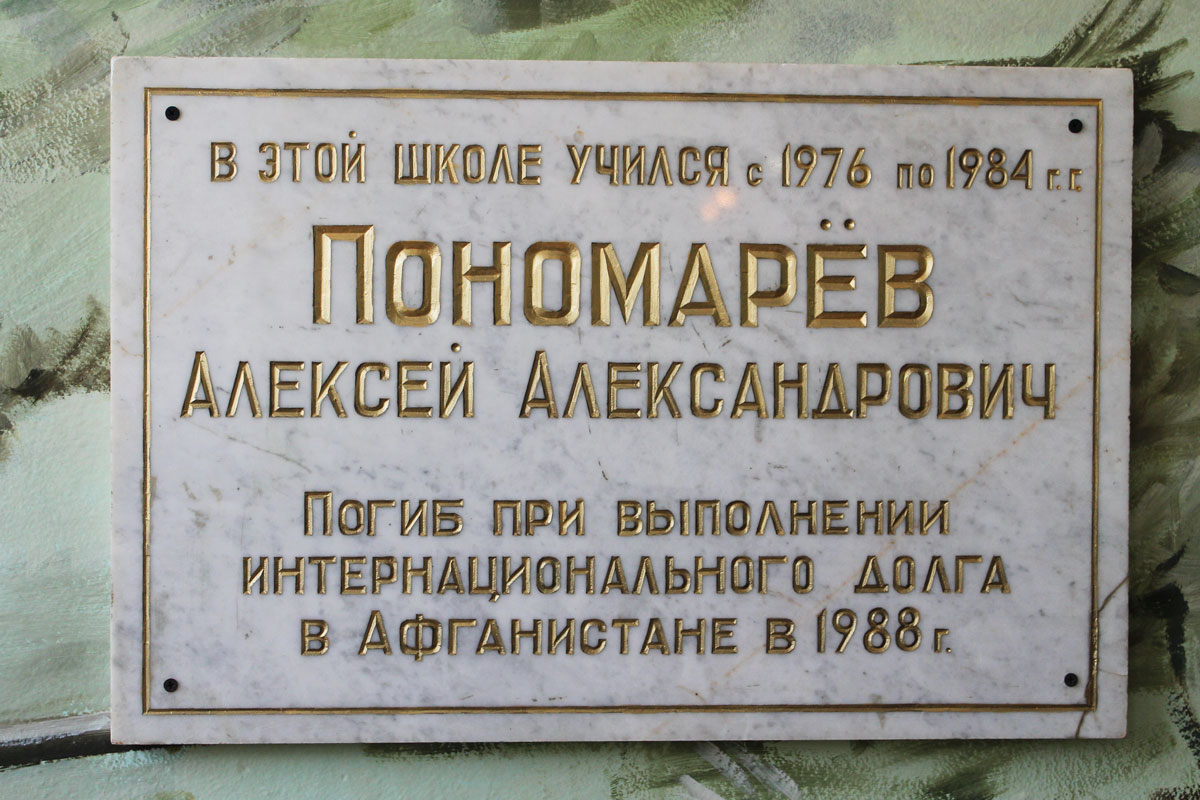 В ЭТОЙ ШКОЛЕ УЧИЛСЯ с 1976 по 1984 г.г.
ПОНОМАРЁВ
АЛЕКСЕЙ АЛЕКСАНДРОВИЧ
ПОГИБ ПРИ ВЫПОЛНЕНИИ
ИНТЕРНАЦИОНАЛЬНОГО ДОЛГА
В АФГАНИСТАНЕ В 1988 г.